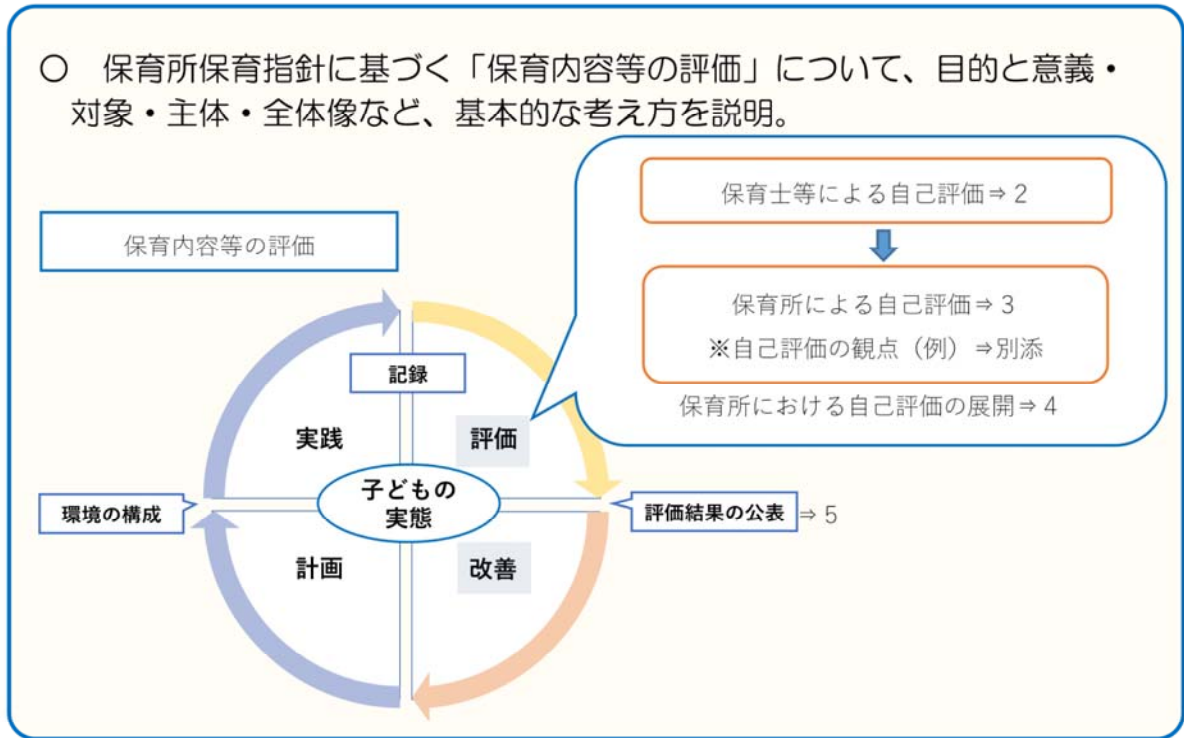 ○　保育所保育指針に基づく「保育内容等の評価」について、目的と意義・
対象・主体・全体像など、基本的な考え方を説明。
保育士等による自己評価⇒２
保育内容等の評価
保育所による自己評価⇒３
※自己評価の観点（例）⇒別添
保育所における自己評価の展開⇒４
記録
実践
評価
子どもの
実態
環境の構成
評価結果の公表
⇒５
計画
改善